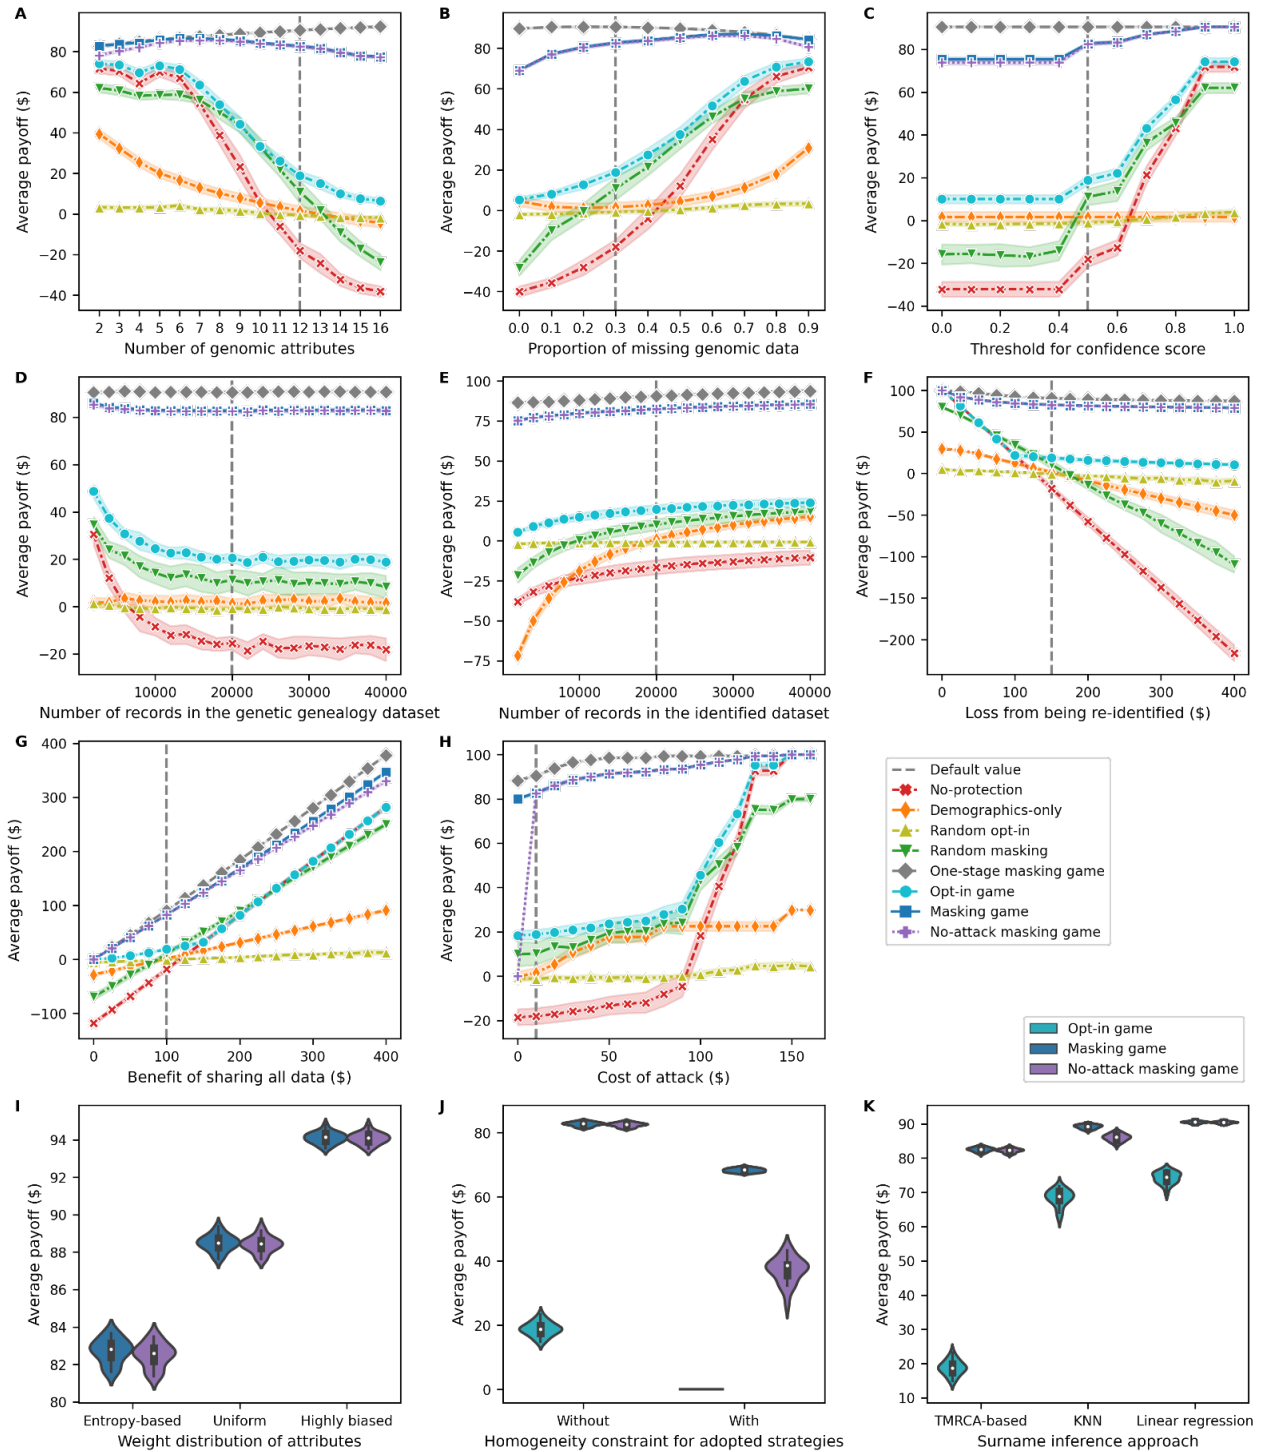 A
Average payoff ($)
80
60
40
20
0
−20
−40
2 3 4 5 6 7 8 9 10 11 12 13 14 15 16
Number of genomic attributes
B
Average payoff ($)
80
60
40
20
0
−20
−40
0.0 0.1 0.2 0.3 0.4 0.5 0.6 0.7 0.8 0.9
Proportion of missing genomic data
C
Average payoff ($)
80
60
40
20
0
−20
−40
0.0 0.2 0.4 0.6 0.8 1.0
Threshold for confidence score
D
Average payoff ($)
80
60
40
20
0
−20
10000 20000 30000 40000
Number of records in the genetic genealogy dataset
E
Average payoff ($)
100
75
50
25
0
−25
−50
−75
10000 20000 30000 40000
Number of records in the identified dataset
F
Average payoff ($)
100
50
0
−50
−100
−150
−200
0 100 200 300 400
Loss from being re-identified ($)
G
Average payoff ($)
400
300
200
100
0
−100
0 100 200 300 400
Benefit of sharing all data ($)
H
Average payoff ($)
100
80
60
40
20
0
−20
0 50 100 150
Cost of attack ($)
Default value
No-protection
Demographics-only
Random opt-in
Random masking
One-stage masking game
Opt-in game
Masking game
No-attack masking game
Opt-in game
Masking game
No-attack masking game
I
Average payoff ($)
94
92
90
88
86
84
82
80
Entropy-based Uniform Highly biased
Weight distribution of attributes
J
Average payoff ($)
80
60
40
20
0
Without With
Homogeneity constraint for adopted strategies
K
Average payoff ($)
90
80
70
60
50
40
30
20
10
TMRCA-based KNN Linear regression
Surname inference approach